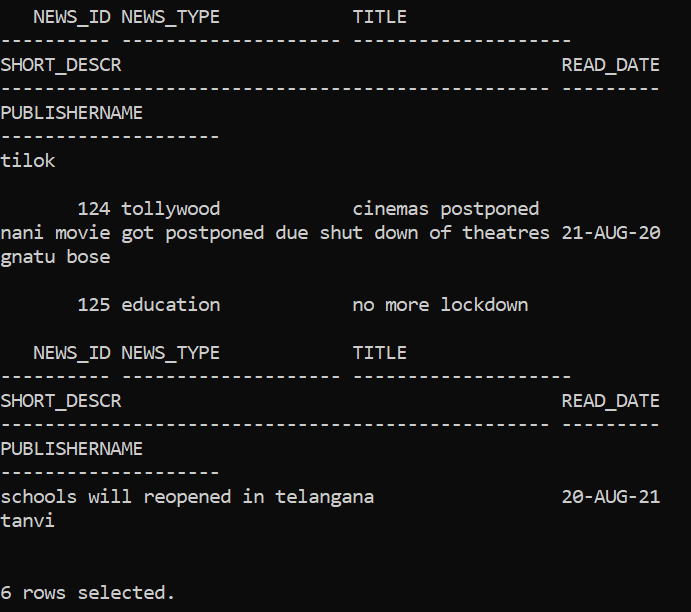 NEWS_ID NEWS_TYPE            TITLE
---------- -------------------- --------------------
SHORT_DESCR                                        READ_DATE
-------------------------------------------------- ---------
PUBLISHERNAME
--------------------
tilok
124 tollywood            cinemas postponed
nani movie got postponed due shut down of theatres 21-AUG-20
gnatu bose
125 education            no more lockdown
NEWS_ID NEWS_TYPE            TITLE
---------- -------------------- --------------------
SHORT_DESCR                                        READ_DATE
-------------------------------------------------- ---------
PUBLISHERNAME
--------------------
schools will reopened in telangana                 20-AUG-21
tanvi
6 rows selected.